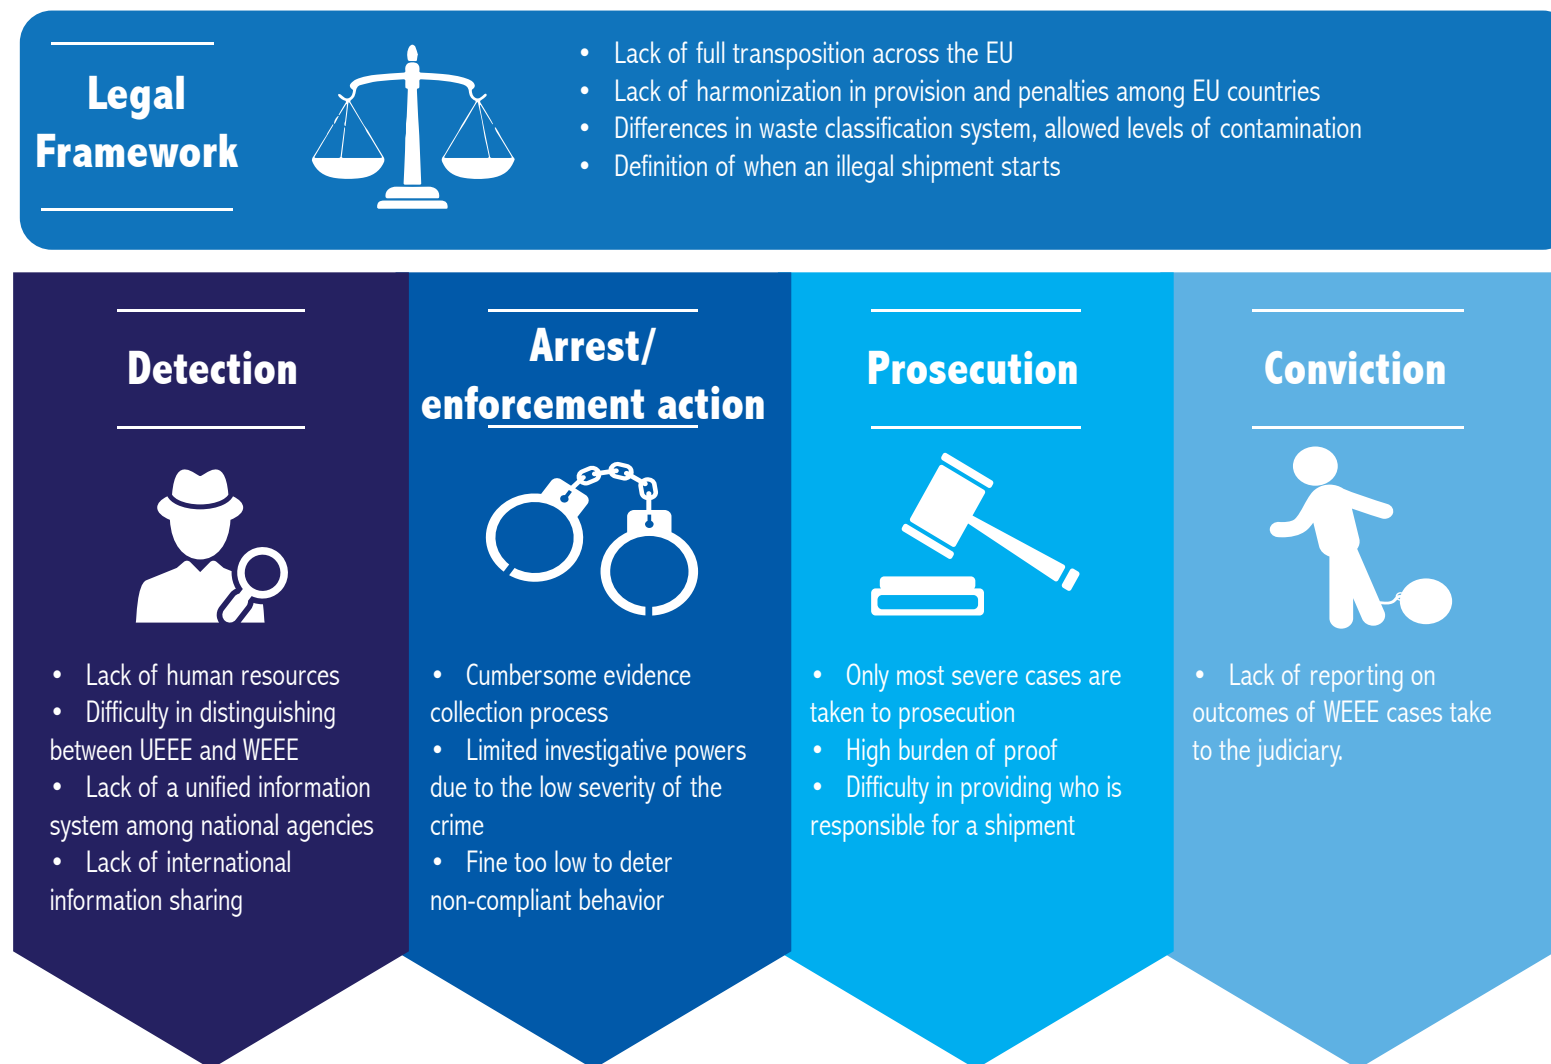 Legal
Framework
• Lack of full transposition across the EU
• Lack of harmonization in provision and penalties among EU countries
• Differences in waste classification system, allowed levels of contamination
• Definition of when an illegal shipment starts
Detection
• Lack of human resources
• Difficulty in distinguishing
between UEEE and WEEE
• Lack of a unified information
system among national agencies
• Lack of international
information sharing
Arrest/
enforcement action
• Cumbersome evidence
collection process
• Limited investigative powers
due to the low severity of the
crime
• Fine too low to deter
non-compliant behavior
Prosecution
• Only most severe cases are
taken to prosecution
• High burden of proof
• Difficulty in providing who is
responsible for a shipment
Conviction
• Lack of reporting on
outcomes of WEEE cases take
to the judiciary.